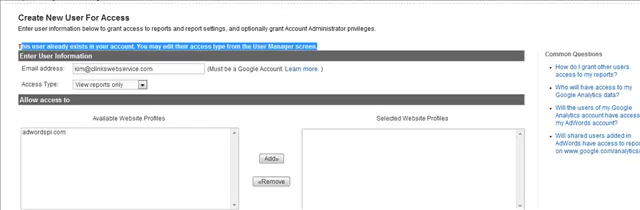 Create New User For Access
Enter user information below to grant access to reports and report settings, and optionally grant Account Administrator privileges.
This user already exists in your account. You may edit their access type from the User Manager screen.
Enter User Information
Email address: kim@clinkswebservice.com (Must be a Google Account. Learn more. )
Access Type: View reports only
Allow access to
Available Website Profiles
Selected Website Profiles
adwordspi.com
Add»
«Remove
Common Questions
How do I grant other users
access to my reports?
Who will have access to my
Google Analytics data?
Will the users of my Google
Analytics account have access
my AdWords account?
Will shared users added in
AdWords have access to repor
on www.google.com/analytics